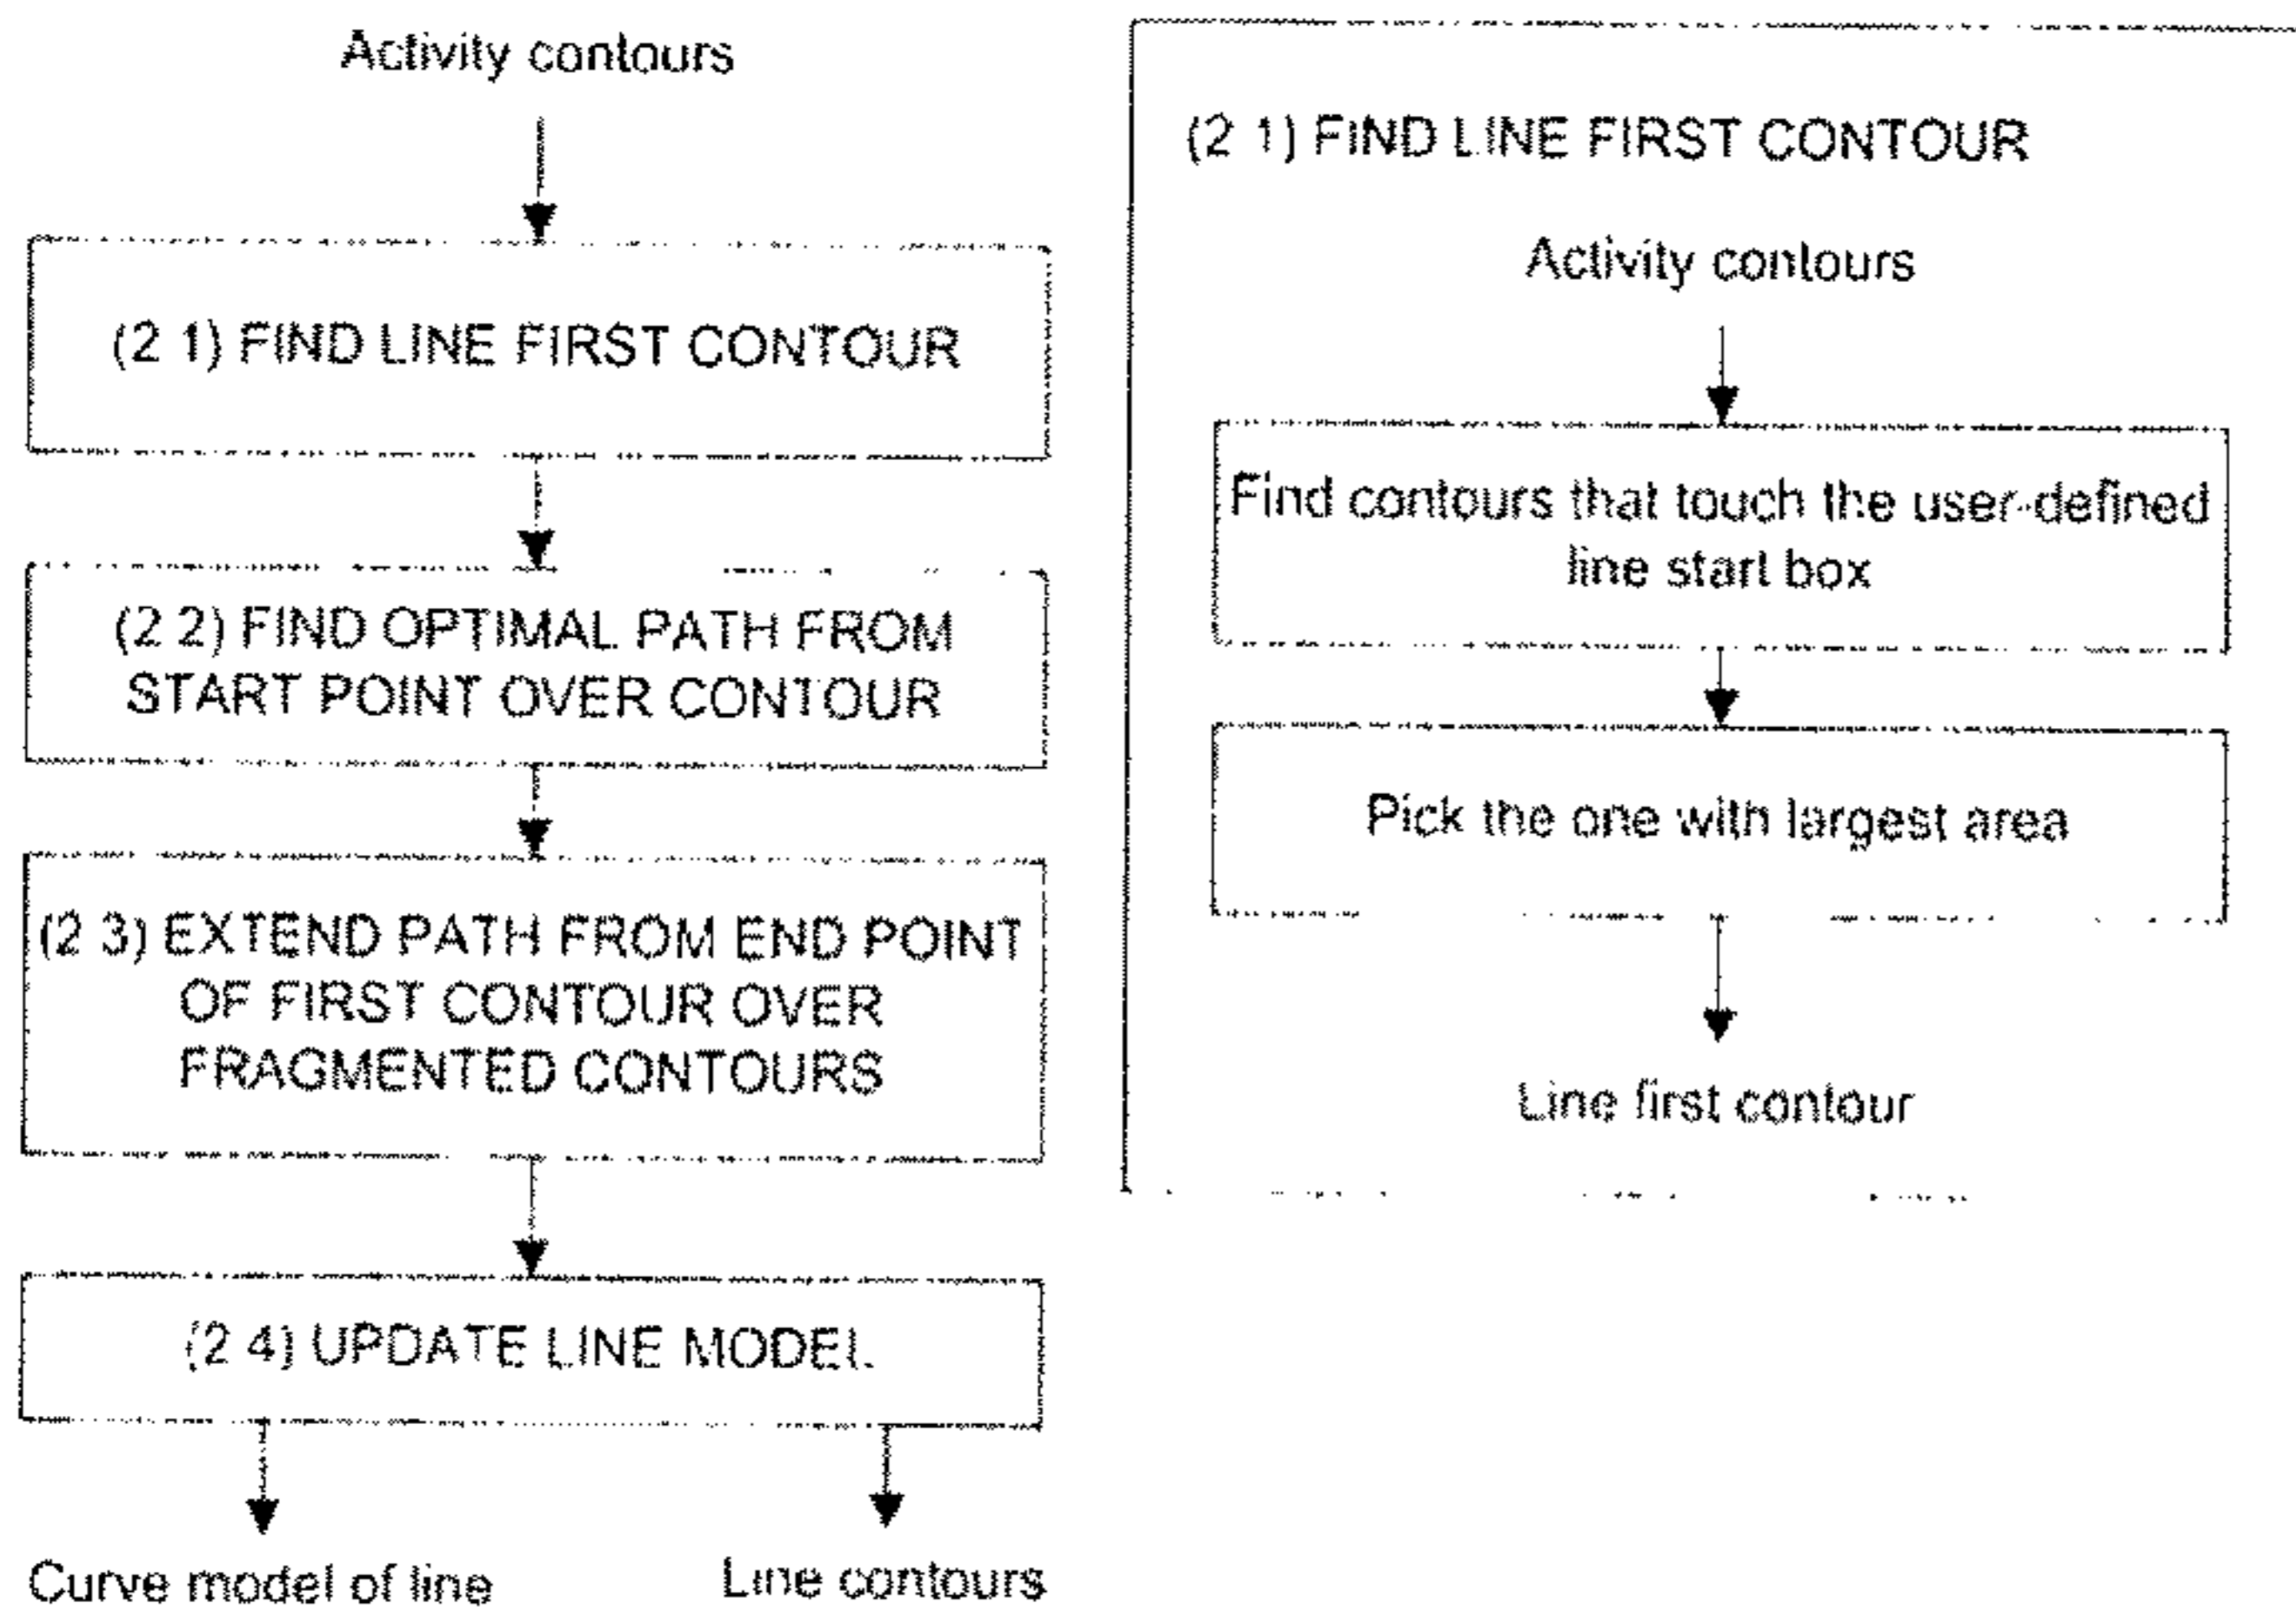 Activity contours
(2 1) FIND LINE FIRST CONTOUR
(2 2) FIND OPTIMAL PATH FROM
START POINT OVER CONTOUR
(2 3) EXTEND PATH FROM END POINT
OF FIRST CONTOUR OVER
FRAGMENTED CONTOURS
(2 4) UPDATE LINE MODEL
Curve model of line
Line contours
(2 1) FIND LINE FIRST CONTOUR
Activity contours
Find contours that touch the user-defined
line start box
Pick the one with largest area
Line first contour